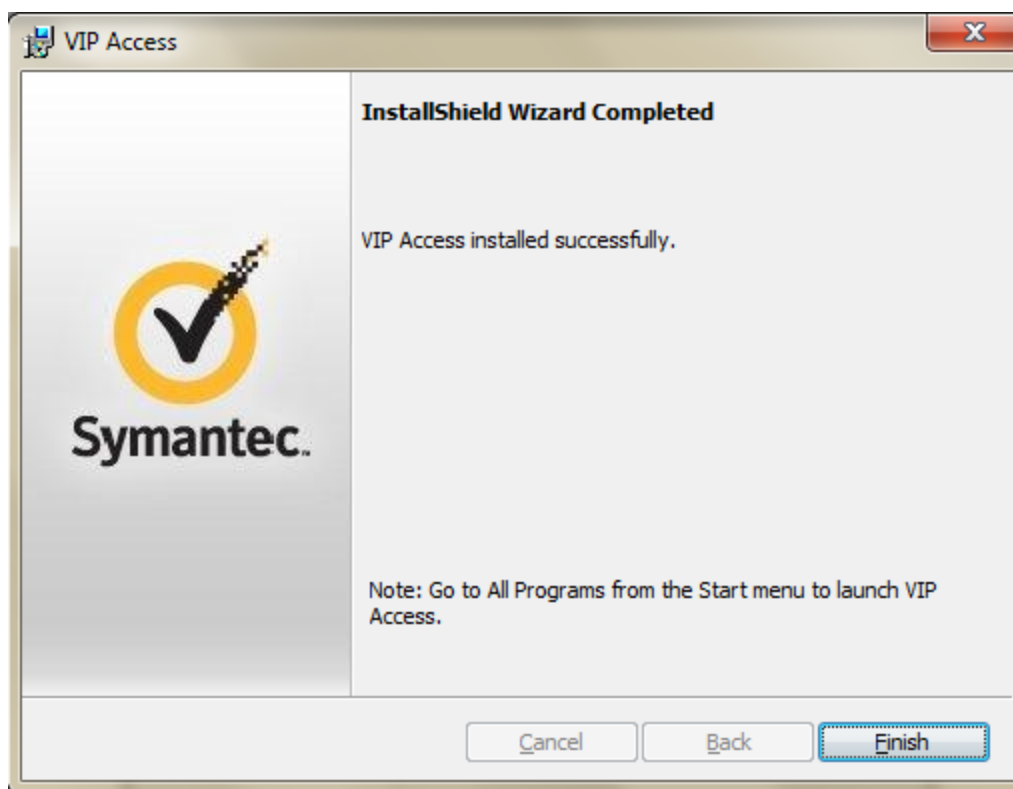 VIP Access
InstallShield Wizard Completed
VIP Access installed successfully.
Symantec.
Note: Go to All Programs from the Start menu to launch VIP
Access.
Cancel
Back
Finish